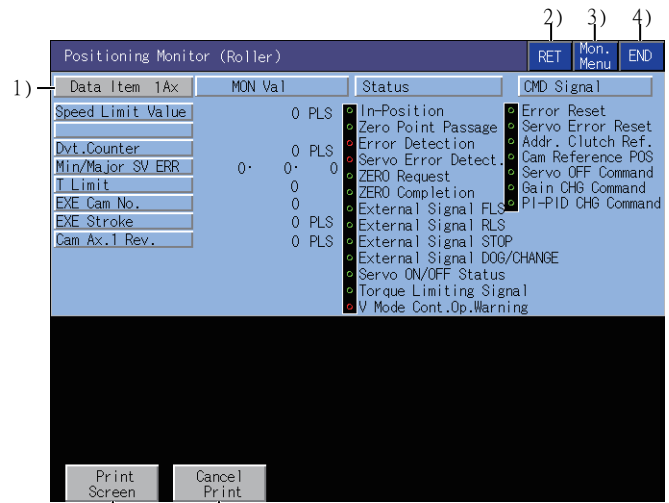 2) 3) 4)
Positioning Monitor (Roller) RET Mon. Menu END
1) Data Item 1Ax MON Val Status CMD Signal
Speed Limit Value 0 PLS
Dvt.Counter 0 PLS
Min/Major SV ERR 0· 0· 0
T Limit 0
EXE Cam No. 0
EXE Stroke 0 PLS
Cam Ax.1 Rev. 0 PLS
In-Position
Zero Point Passage
Error Detection
Servo Error Detect.
ZERO Request
ZERO Completion
External Signal FLS
External Signal RLS
External Signal STOP
External Signal DOG/CHANGE
Servo ON/OFF Status
Torque Limiting Signal
V Mode Cont.Op.Warning
Error Reset
Servo Error Reset
Addr. Clutch Ref.
Cam Reference POS
Servo OFF Command
Gain CHG Command
PI-PID CHG Command
Print Screen
Cancel Print